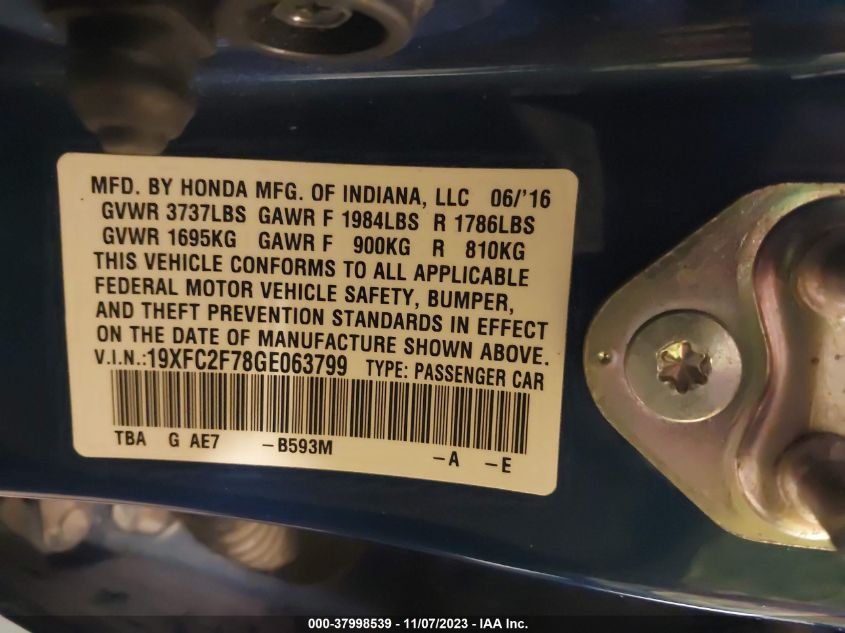 MFD. BY HONDA MFG. OF INDIANA, LLC 06/'16
GVWR 3737LBS GAWR F 1984LBS R 1786LBS
GVWR 1695KG GAWR F 900KG R 810KG
THIS VEHICLE CONFORMS TO ALL APPLICABLE
FEDERAL MOTOR VEHICLE SAFETY, BUMPER,
AND THEFT PREVENTION STANDARDS IN EFFECT
ON THE DATE OF MANUFACTURE SHOWN ABOVE.
V.I.N.:19XFC2F78GE063799 TYPE: PASSENGER CAR
TBA G AE7 -B593M -A -E
000-37998539 - 11/07/2023 - IAA Inc.